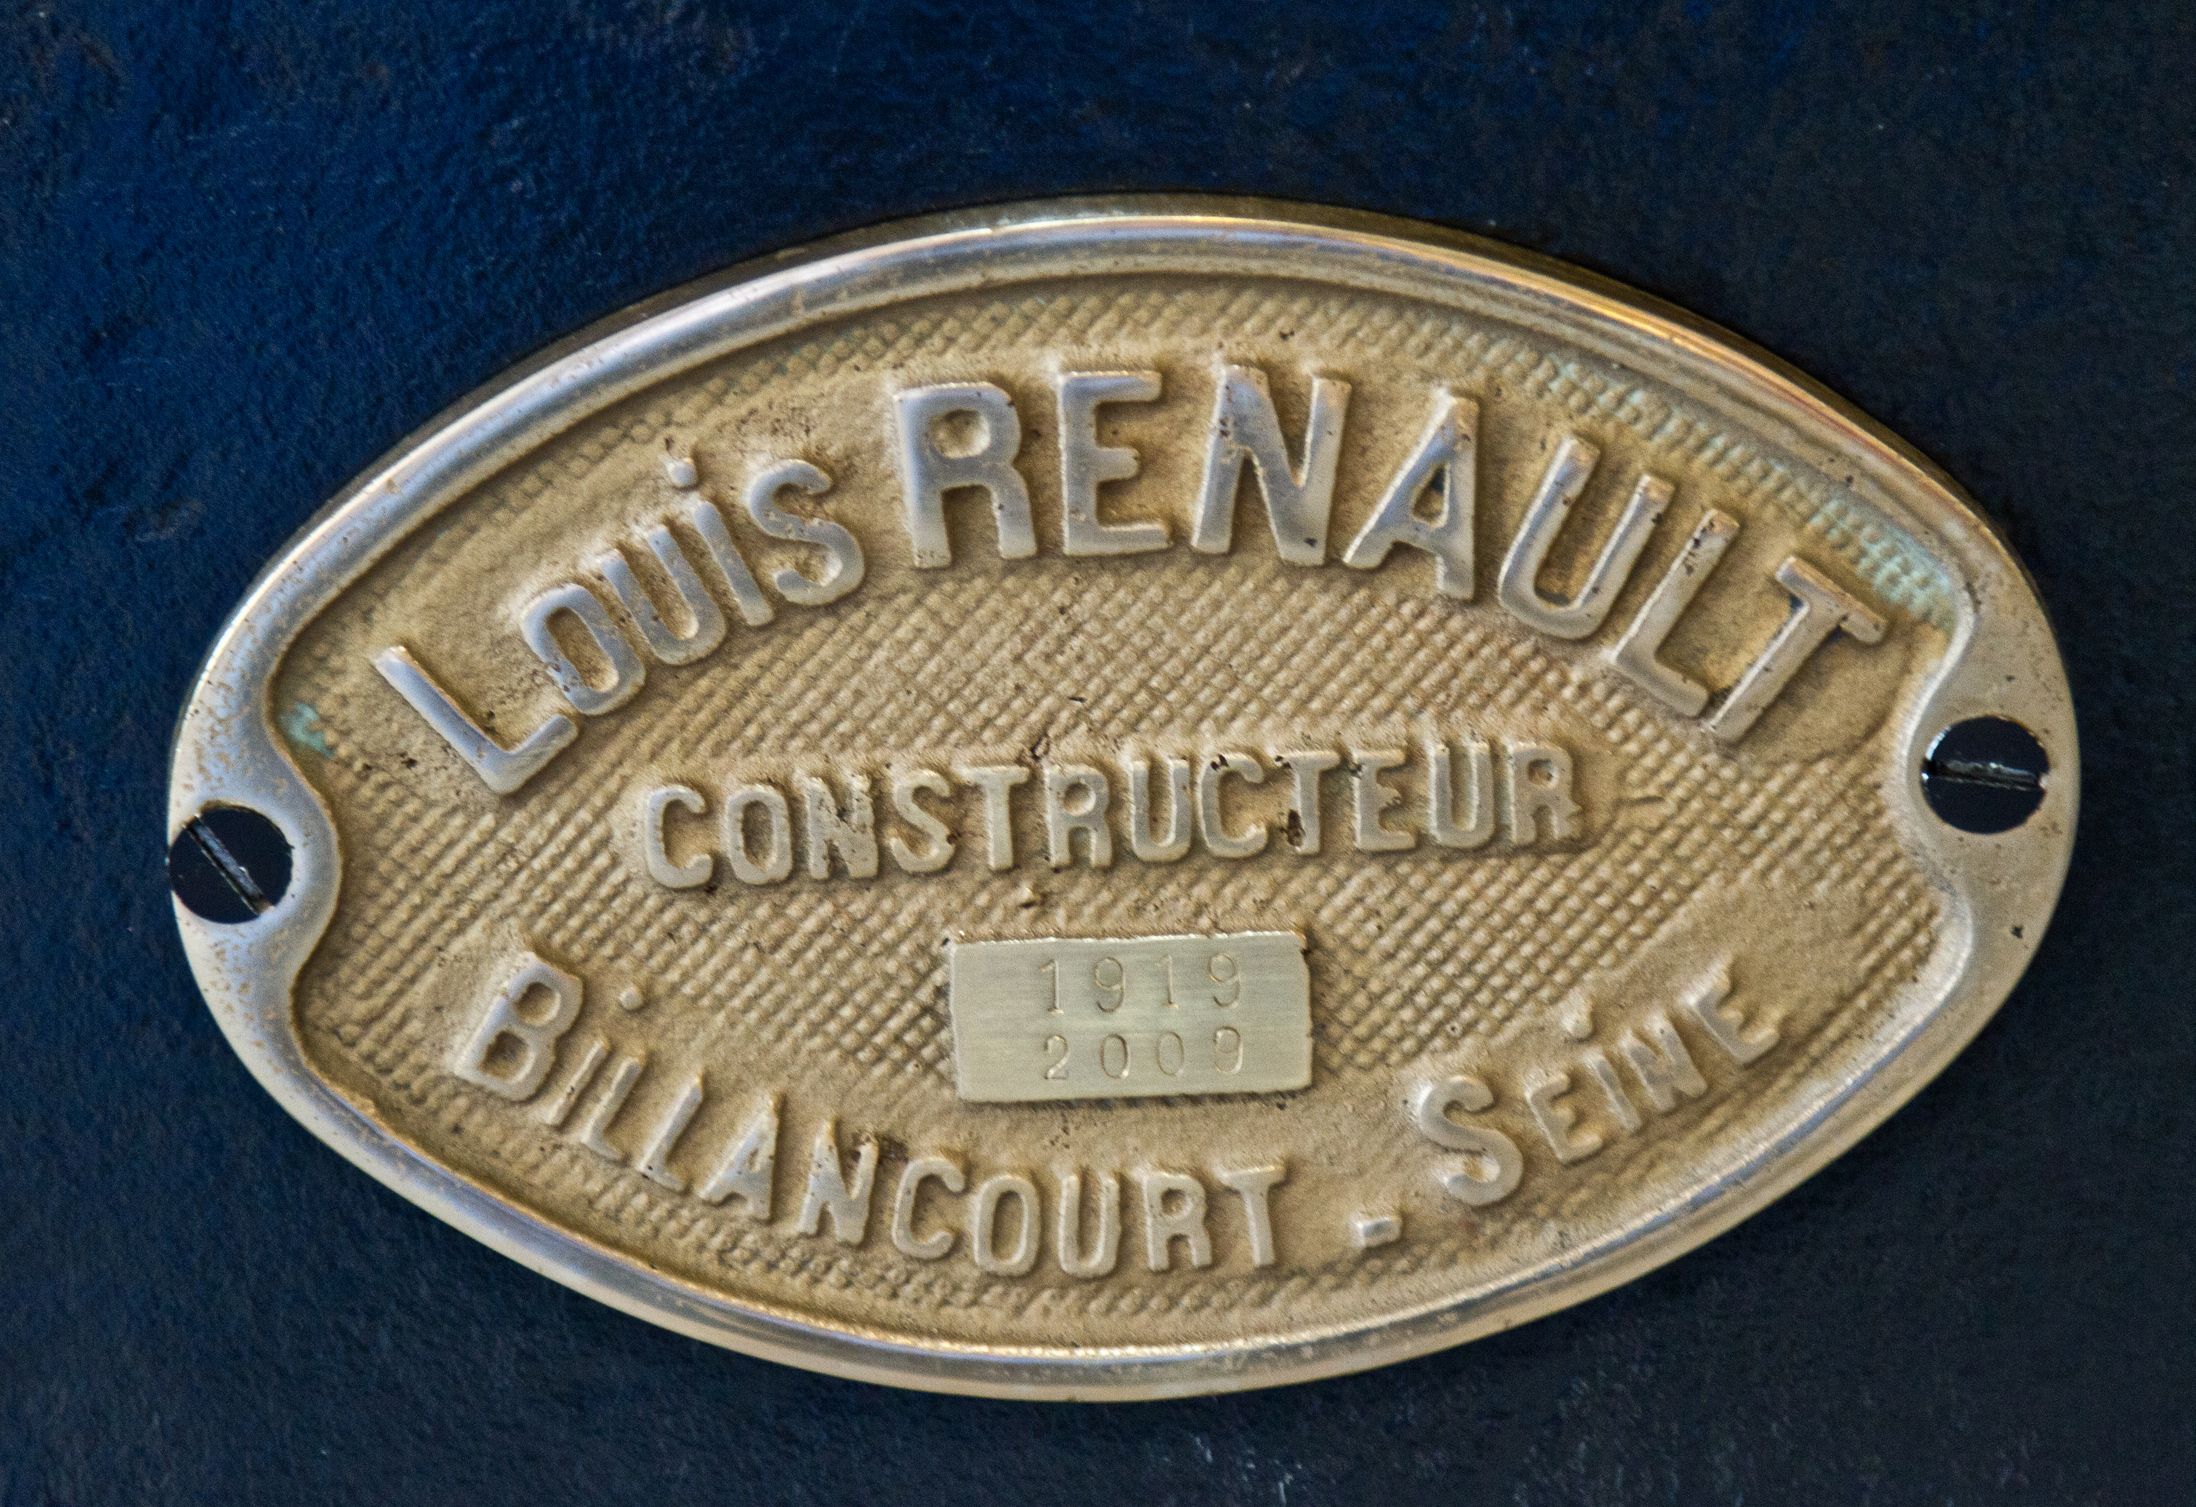 Louis RENAULT
CONSTRUCTEUR
1919
2009
BiLLANCOURT - SEiNE